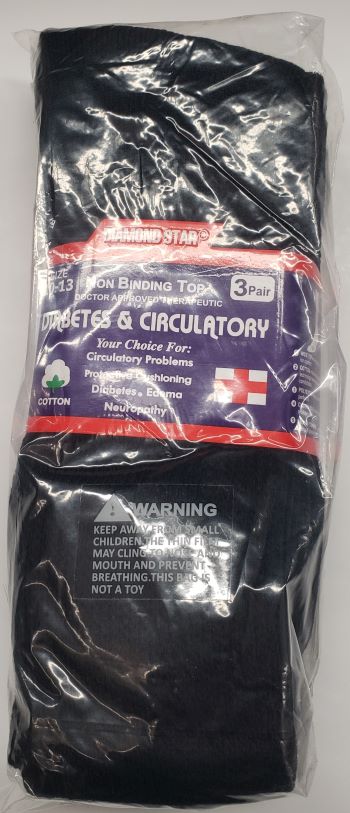 DIAMOND STAR
SIZE
-13
NON BINDING TOP
3 Pair
DOCTOR APPROVED THERAPEUTIC
DIABETES & CIRCULATORY
Your Choice For:
Circulatory Problems
Protective Cushioning
Diabetes. Edema
Neuropathy
COTTON
WARNING
KEEP AWAY FROM SMALL
CHILDREN.THE THIN FILM
MAY CLING TO NOSE AND
MOUTH AND PREVENT
BREATHING.THIS BAG IS
NOT A TOY